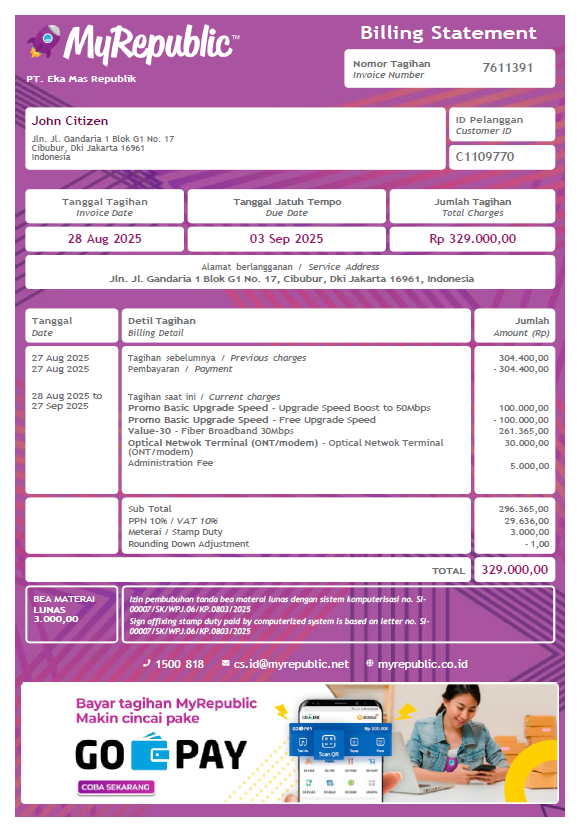 MyRepublic™
PT. Eka Mas Republik
Billing Statement
Nomor Tagihan
Invoice Number
7611391
John Citizen
Jln. Jl. Gandaria 1 Blok G1 No. 17
Cibubur, Dki Jakarta 16961
Indonesia
ID Pelanggan
Customer ID
C1109770
Tanggal Tagihan
Invoice Date
28 Aug 2025
Tanggal Jatuh Tempo
Due Date
03 Sep 2025
Jumlah Tagihan
Total Charges
Rp 329.000,00
Alamat berlangganan / Service Address
Jln. Jl. Gandaria 1 Blok G1 No. 17, Cibubur, Dki Jakarta 16961, Indonesia
Tanggal
Date
Detil Tagihan
Billing Detail
Jumlah
Amount (Rp)
27 Aug 2025 Tagihan sebelumnya / Previous charges 304.400,00
27 Aug 2025 Pembayaran / Payment - 304.400,00
28 Aug 2025 to Tagihan saat ini / Current charges
27 Sep 2025 Promo Basic Upgrade Speed - Upgrade Speed Boost to 50Mbps 100.000,00
Promo Basic Upgrade Speed - Free Upgrade Speed - 100.000,00
Value-30 - Fiber Broadband 30Mbps 261.365,00
Optical Netwok Terminal (ONT/modem) - Optical Netwok Terminal 30.000,00
(ONT/modem)
Administration Fee 5.000,00
Sub Total 296.365,00
PPN 10% / VAT 10% 29.636,00
Meterai / Stamp Duty 3.000,00
Rounding Down Adjustment - 1,00
TOTAL 329.000,00
BEA MATERAI
LUNAS
3.000,00
Izin pembubuhan tanda bea materai lunas dengan sistem komputerisasi no. SI-
00007/SK/WPJ.06/KP.0803/2025
Sign affixing stamp duty paid by computerized system is based on letter no. SI-
00007/SK/WPJ.06/KP.0803/2025
1500 818 cs.id@myrepublic.net myrepublic.co.id
Bayar tagihan MyRepublic
Makin cincai pake
GO PAY
COBA SEKARANG
Scan QR